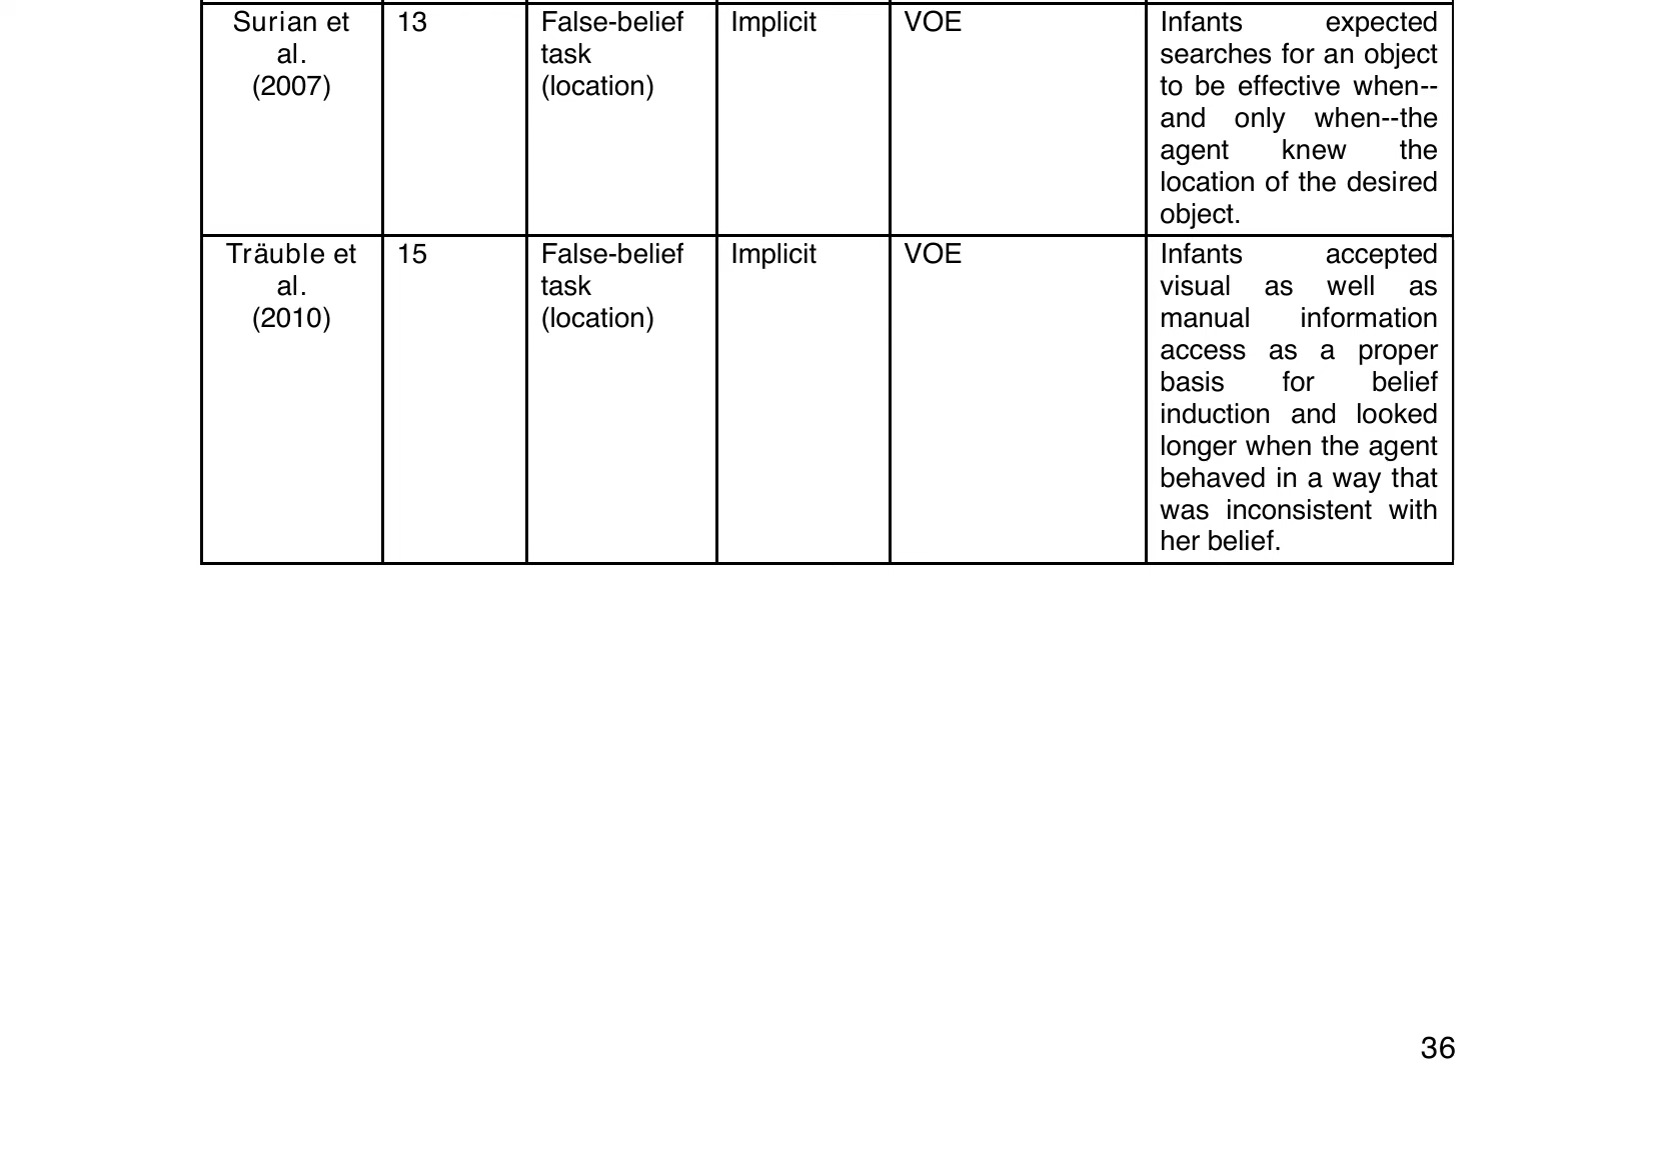 Surian et
al.
(2007)
13
False-belief
task
(location)
Implicit
VOE
Infants expected
searches for an object
to be effective when--
and only when--the
agent knew the
location of the desired
object.
Träuble et
al.
(2010)
15
False-belief
task
(location)
Implicit
VOE
Infants accepted
visual as well as
manual information
access as a proper
basis for belief
induction and looked
longer when the agent
behaved in a way that
was inconsistent with
her belief.
36